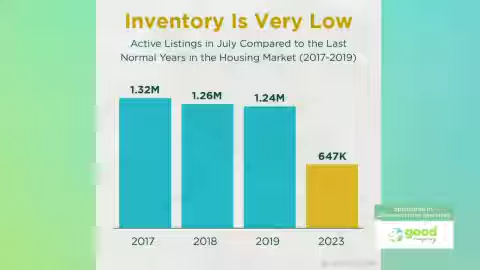 Inventory Is Very Low
Active Listings in July Compared to the Last
Normal Years in the Housing Market (2017-2019)
1.32M
1.26M
1.24M
647K
2017
2018
2019
2023
good